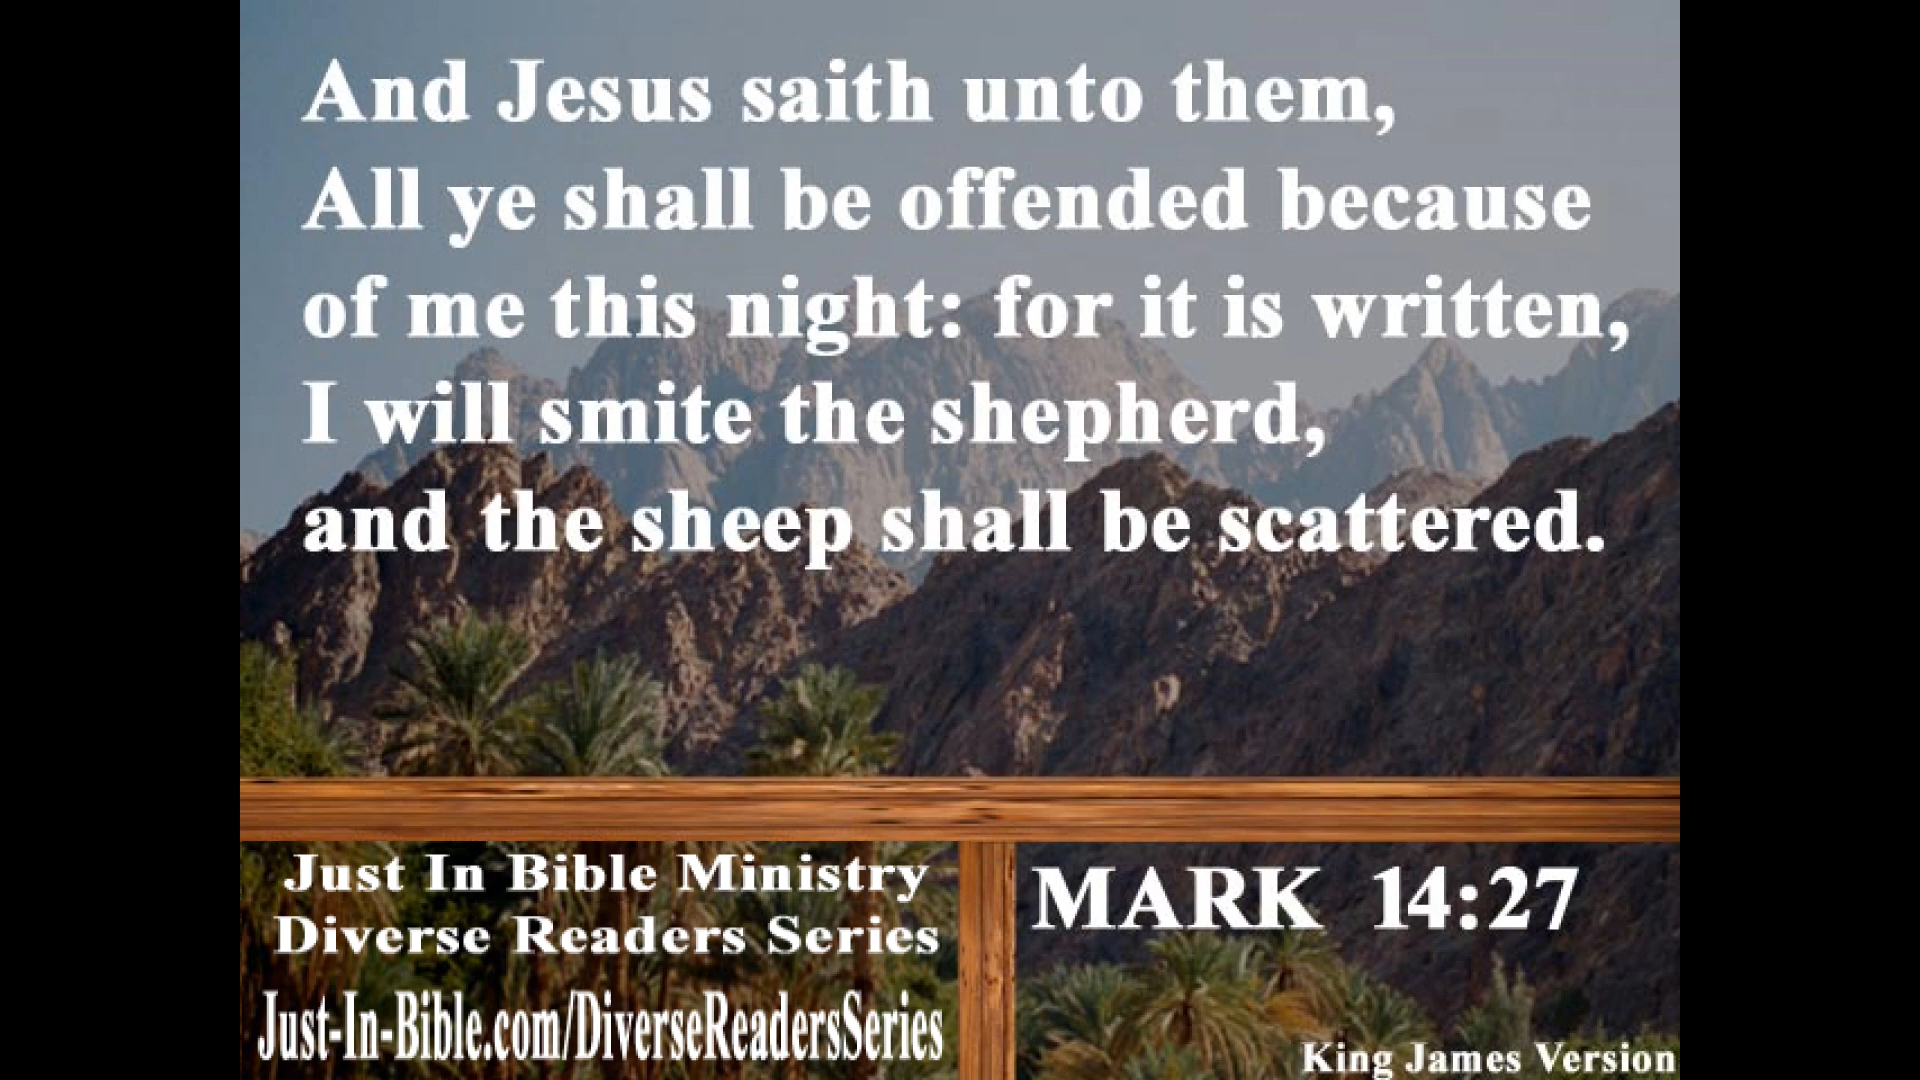 And Jesus saith unto them,
All ye shall be offended because
of me this night: for it is written,
I will smite the shepherd,
and the sheep shall be scattered.
Just In Bible Ministry
Diverse Readers Series
Just-In-Bible.com/DiverseReadersSeries
MARK 14:27
King James Version